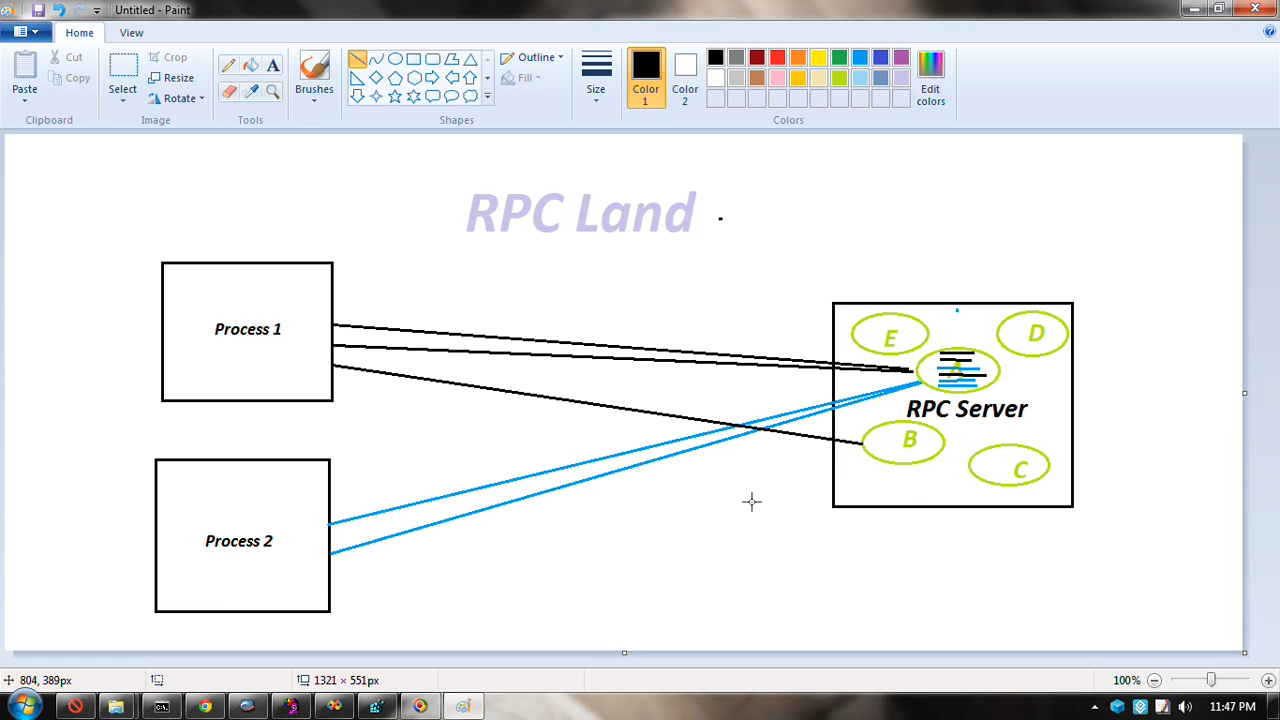 Untitled - Paint
Home
View
Paste
Cut
Copy
Clipboard
Select
Crop
Resize
Rotate
Image
A
Tools
Brushes
Outline
Fill
Shapes
Size
Color 1
Color 2
Edit colors
Colors
RPC Land
Process 1
E
D
A
RPC Server
B
C
Process 2
804, 389px
1321 × 551px
100%
11:47 PM